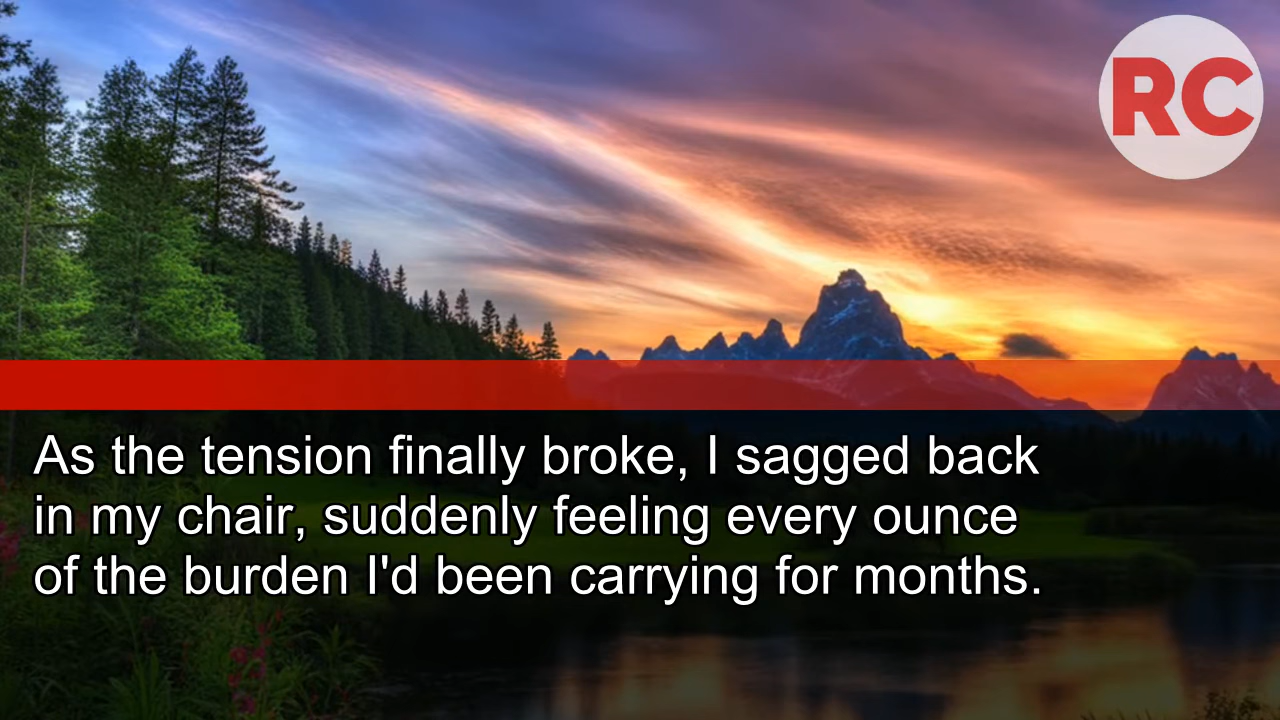 RC
As the tension finally broke, I sagged back
in my chair, suddenly feeling every ounce
of the burden I'd been carrying for months.